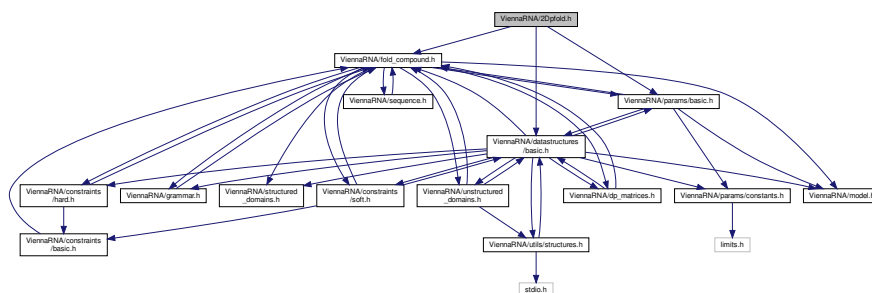 ViennaRNA/2Dpfold.h
ViennaRNA/fold_compound.h
ViennaRNA/sequence.h
ViennaRNA/params/basic.h
ViennaRNA/datastructures
/basic.h
ViennaRNA/constraints
/hard.h
ViennaRNA/grammar.h
ViennaRNA/structured
_domains.h
ViennaRNA/constraints
/soft.h
ViennaRNA/unstructured
_domains.h
ViennaRNA/dp_matrices.h
ViennaRNA/params/constants.h
ViennaRNA/model.h
ViennaRNA/constraints
/basic.h
ViennaRNA/utils/structures.h
limits.h
stdio.h